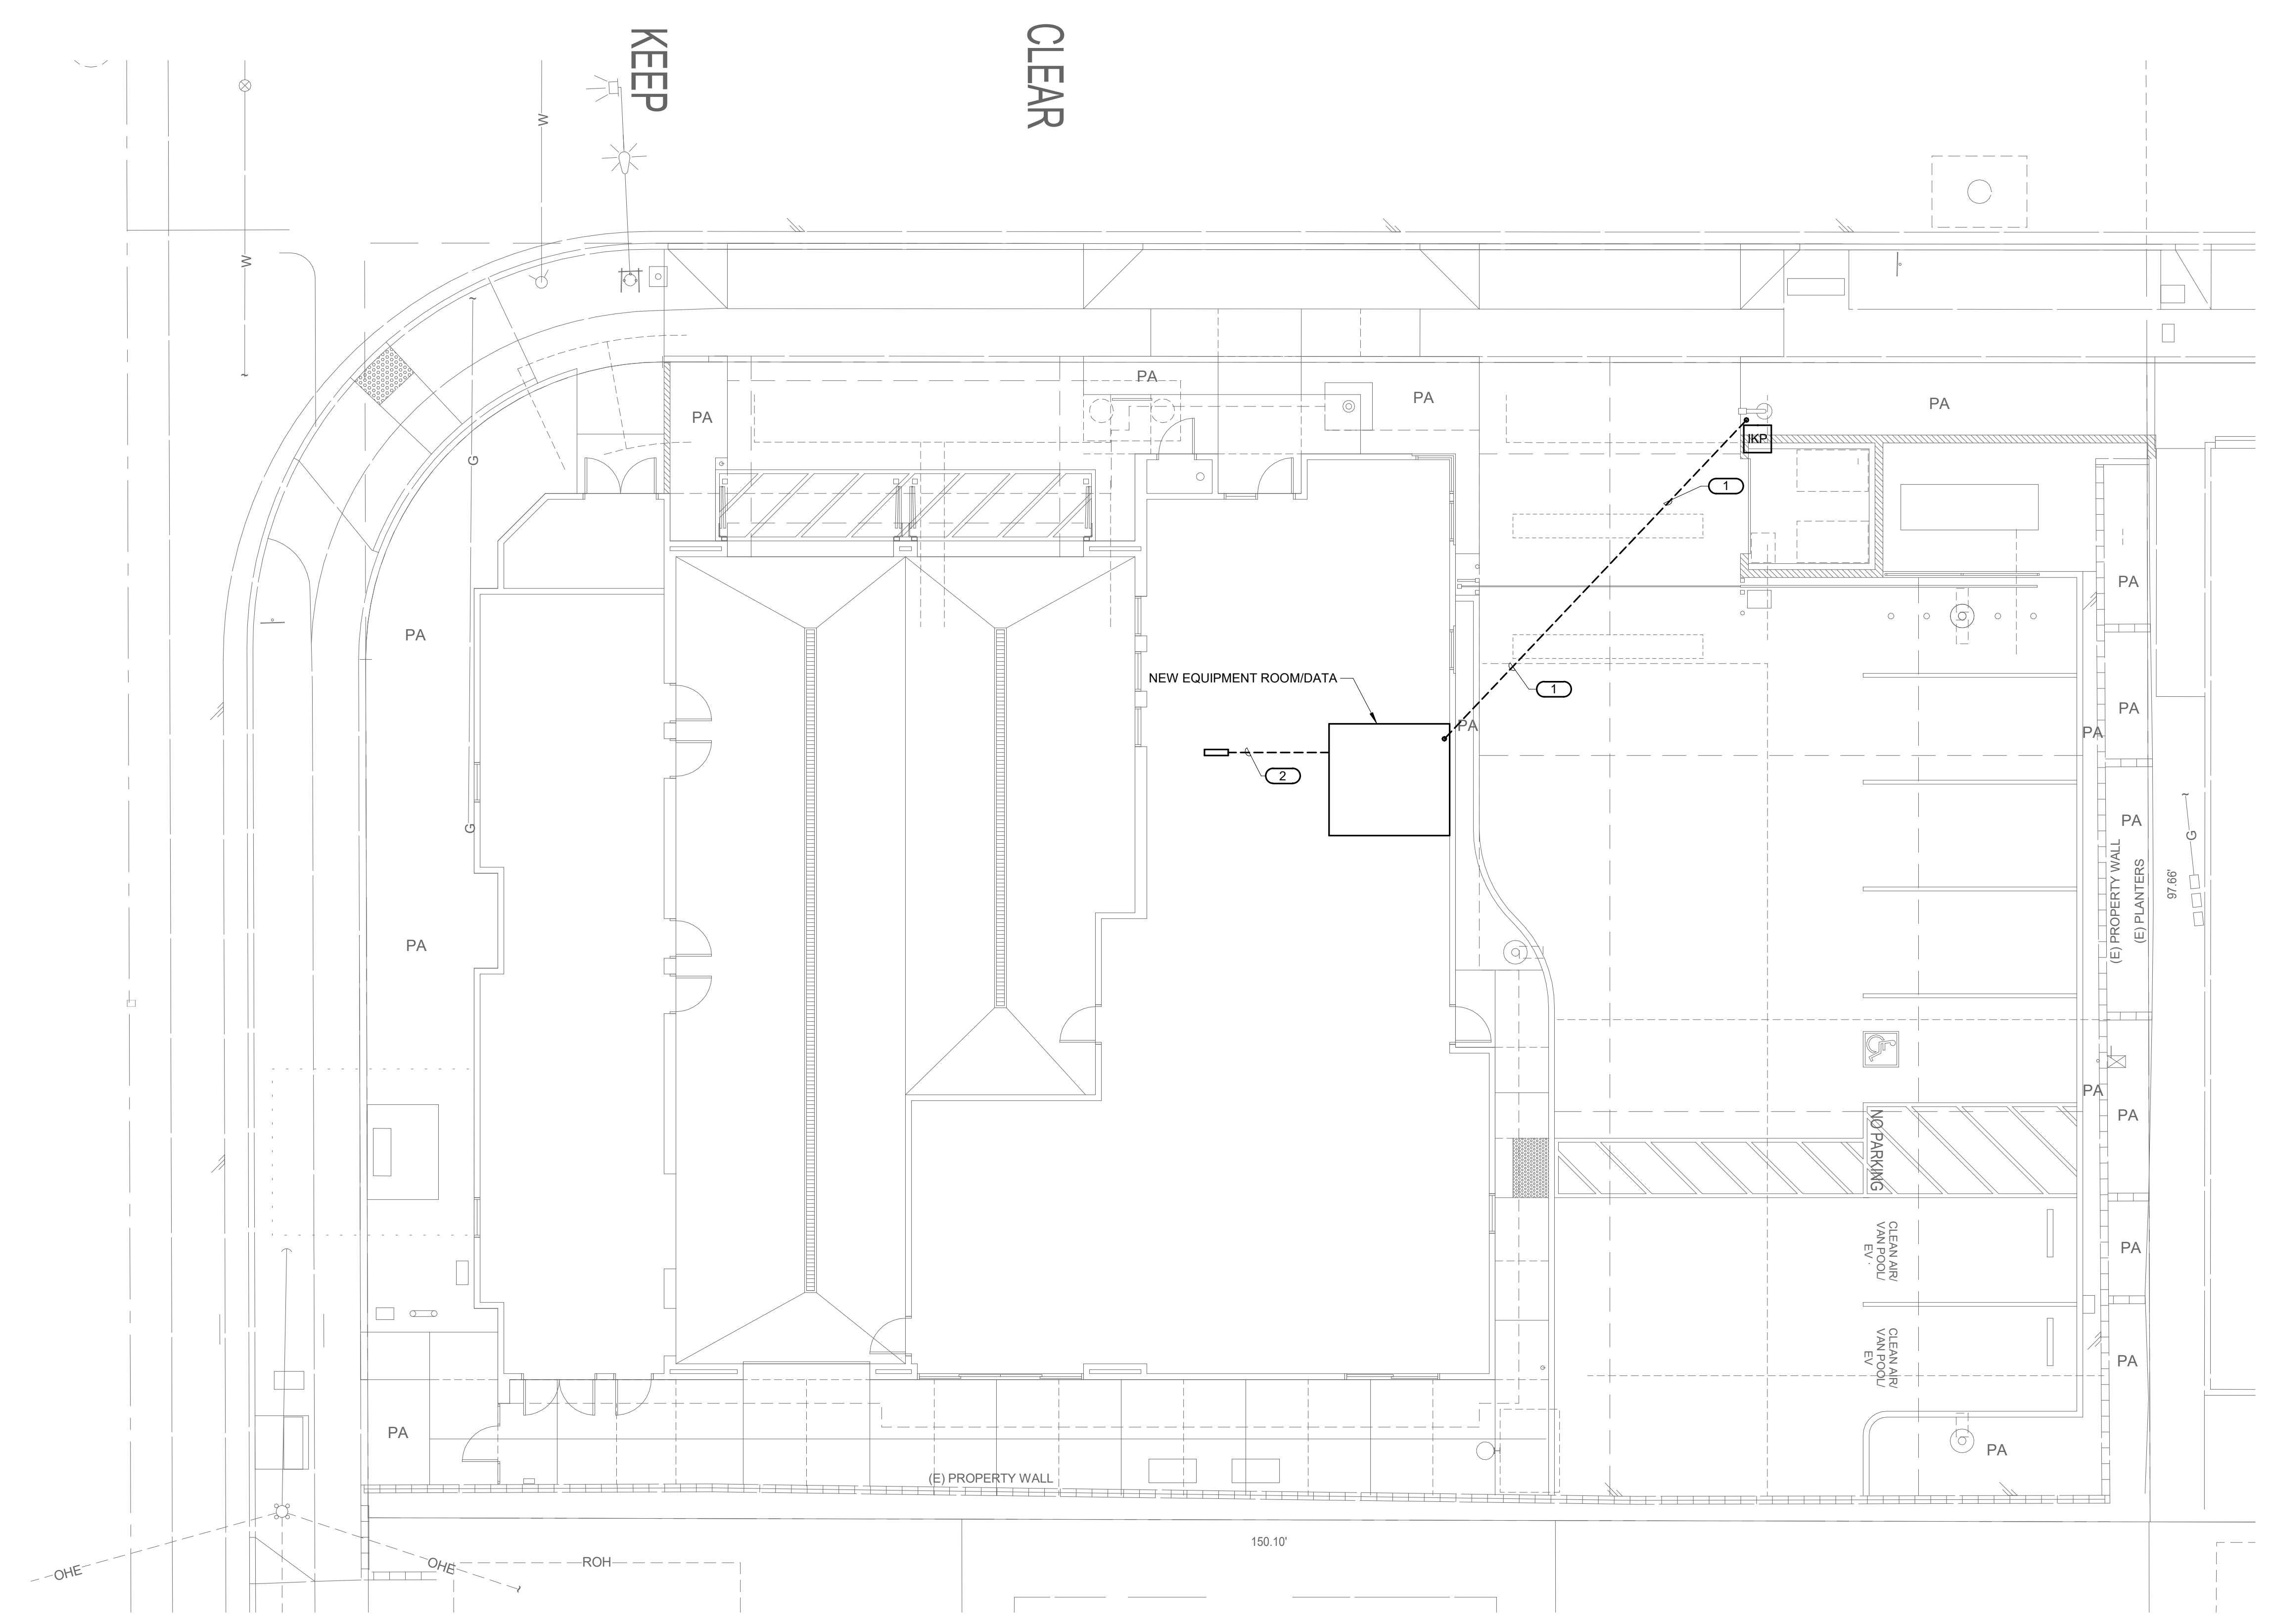 KEEP
CLEAR
W
W
G
G
PA
PA
PA
PA
IKP
1
1
NEW EQUIPMENT ROOM/DATA
2
PA
PA
PA
PA
PA
PA
PA
PA
PA
PA
PA
PA
PA
PA
(E) PROPERTY WALL
(E) PLANTERS
97.66'
G
NO PARKING
CLEAN AIR/
VAN POOL/
EV
CLEAN AIR/
VAN POOL/
EV
PA
(E) PROPERTY WALL
150.10'
OHE
OHE
ROH